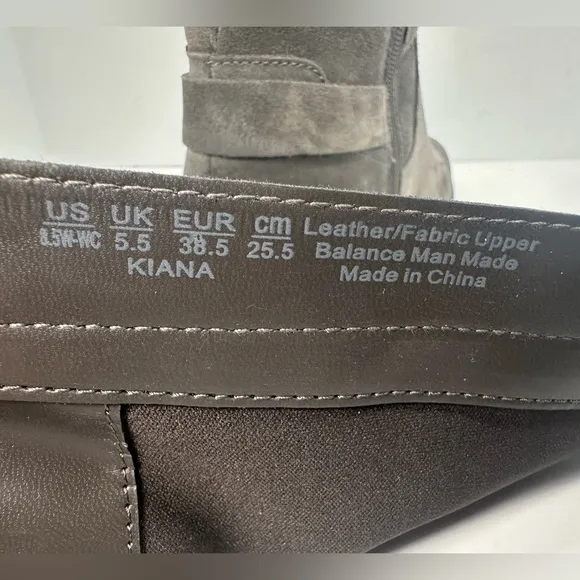 US UK EUR cm
8.5W-WC 5.5 38.5 25.5
KIANA
Leather/Fabric Upper
Balance Man Made
Made in China